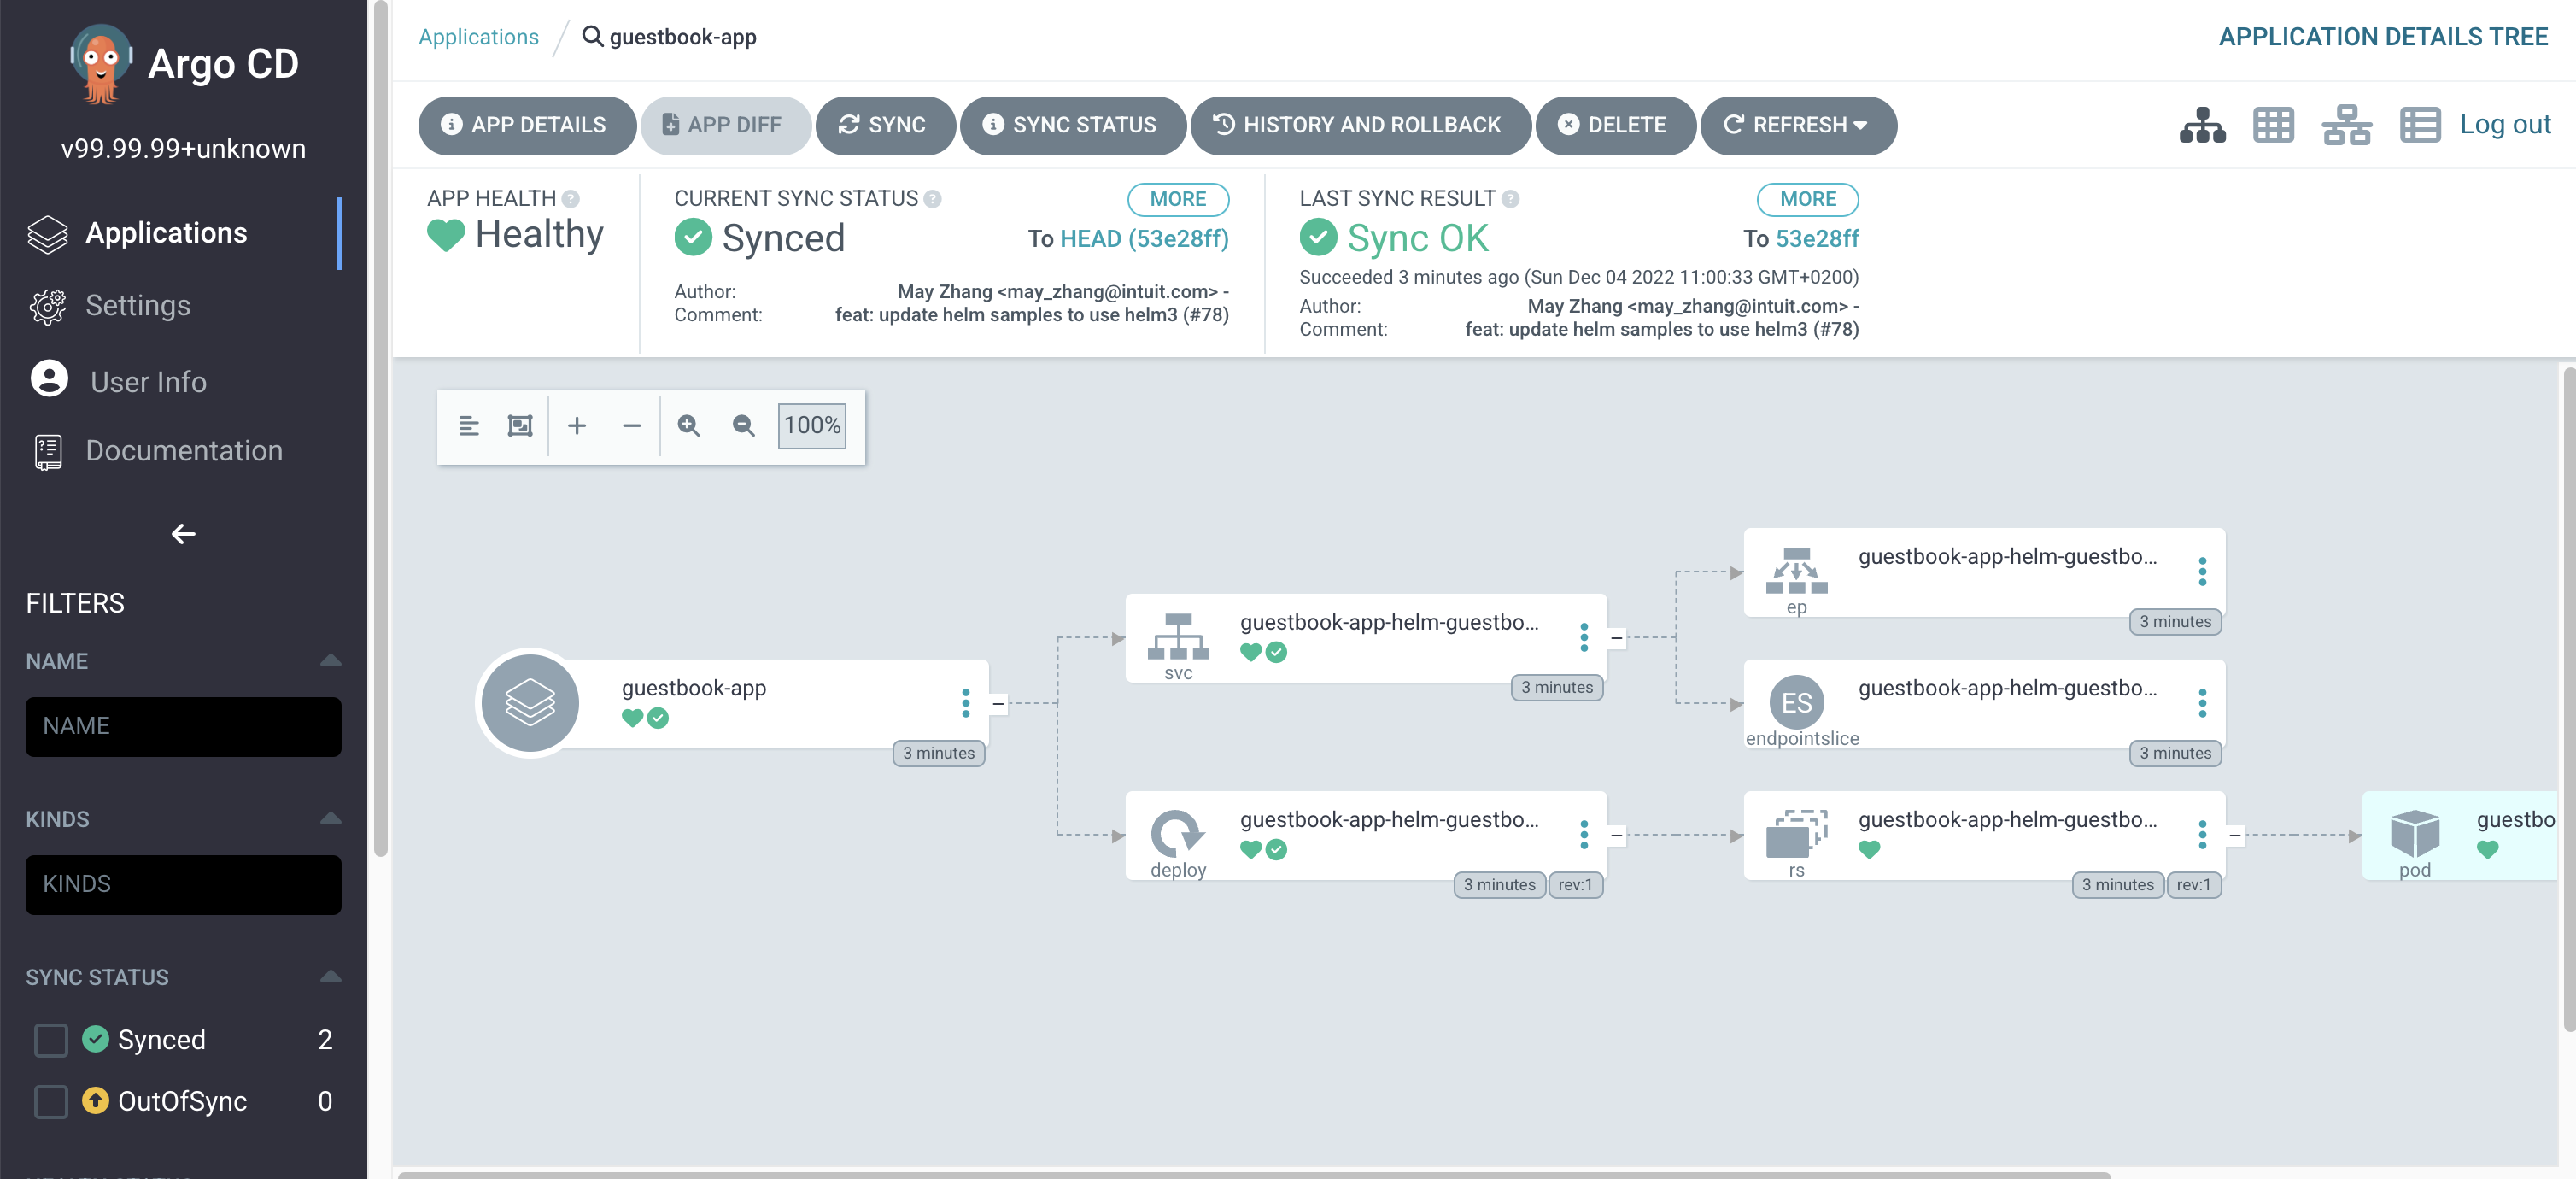 Argo CD
v99.99.99+unknown
Applications
Settings
User Info
Documentation
FILTERS
NAME
NAME
KINDS
KINDS
SYNC STATUS
Synced 2
OutOfSync 0
Applications / guestbook-app
APPLICATION DETAILS TREE
APP DETAILS APP DIFF SYNC SYNC STATUS HISTORY AND ROLLBACK DELETE REFRESH
Log out
APP HEALTH ?
Healthy
CURRENT SYNC STATUS ? MORE
Synced To HEAD (53e28ff)
Author: May Zhang <may_zhang@intuit.com> -
Comment: feat: update helm samples to use helm3 (#78)
LAST SYNC RESULT ? MORE
Sync OK To 53e28ff
Succeeded 3 minutes ago (Sun Dec 04 2022 11:00:33 GMT+0200)
Author: May Zhang <may_zhang@intuit.com> -
Comment: feat: update helm samples to use helm3 (#78)
100%
guestbook-app
3 minutes
guestbook-app-helm-guestbo...
svc
3 minutes
guestbook-app-helm-guestbo...
deploy
3 minutes rev:1
guestbook-app-helm-guestbo...
ep
3 minutes
ES guestbook-app-helm-guestbo...
endpointslice
3 minutes
guestbook-app-helm-guestbo...
rs
3 minutes rev:1
guestbo
pod